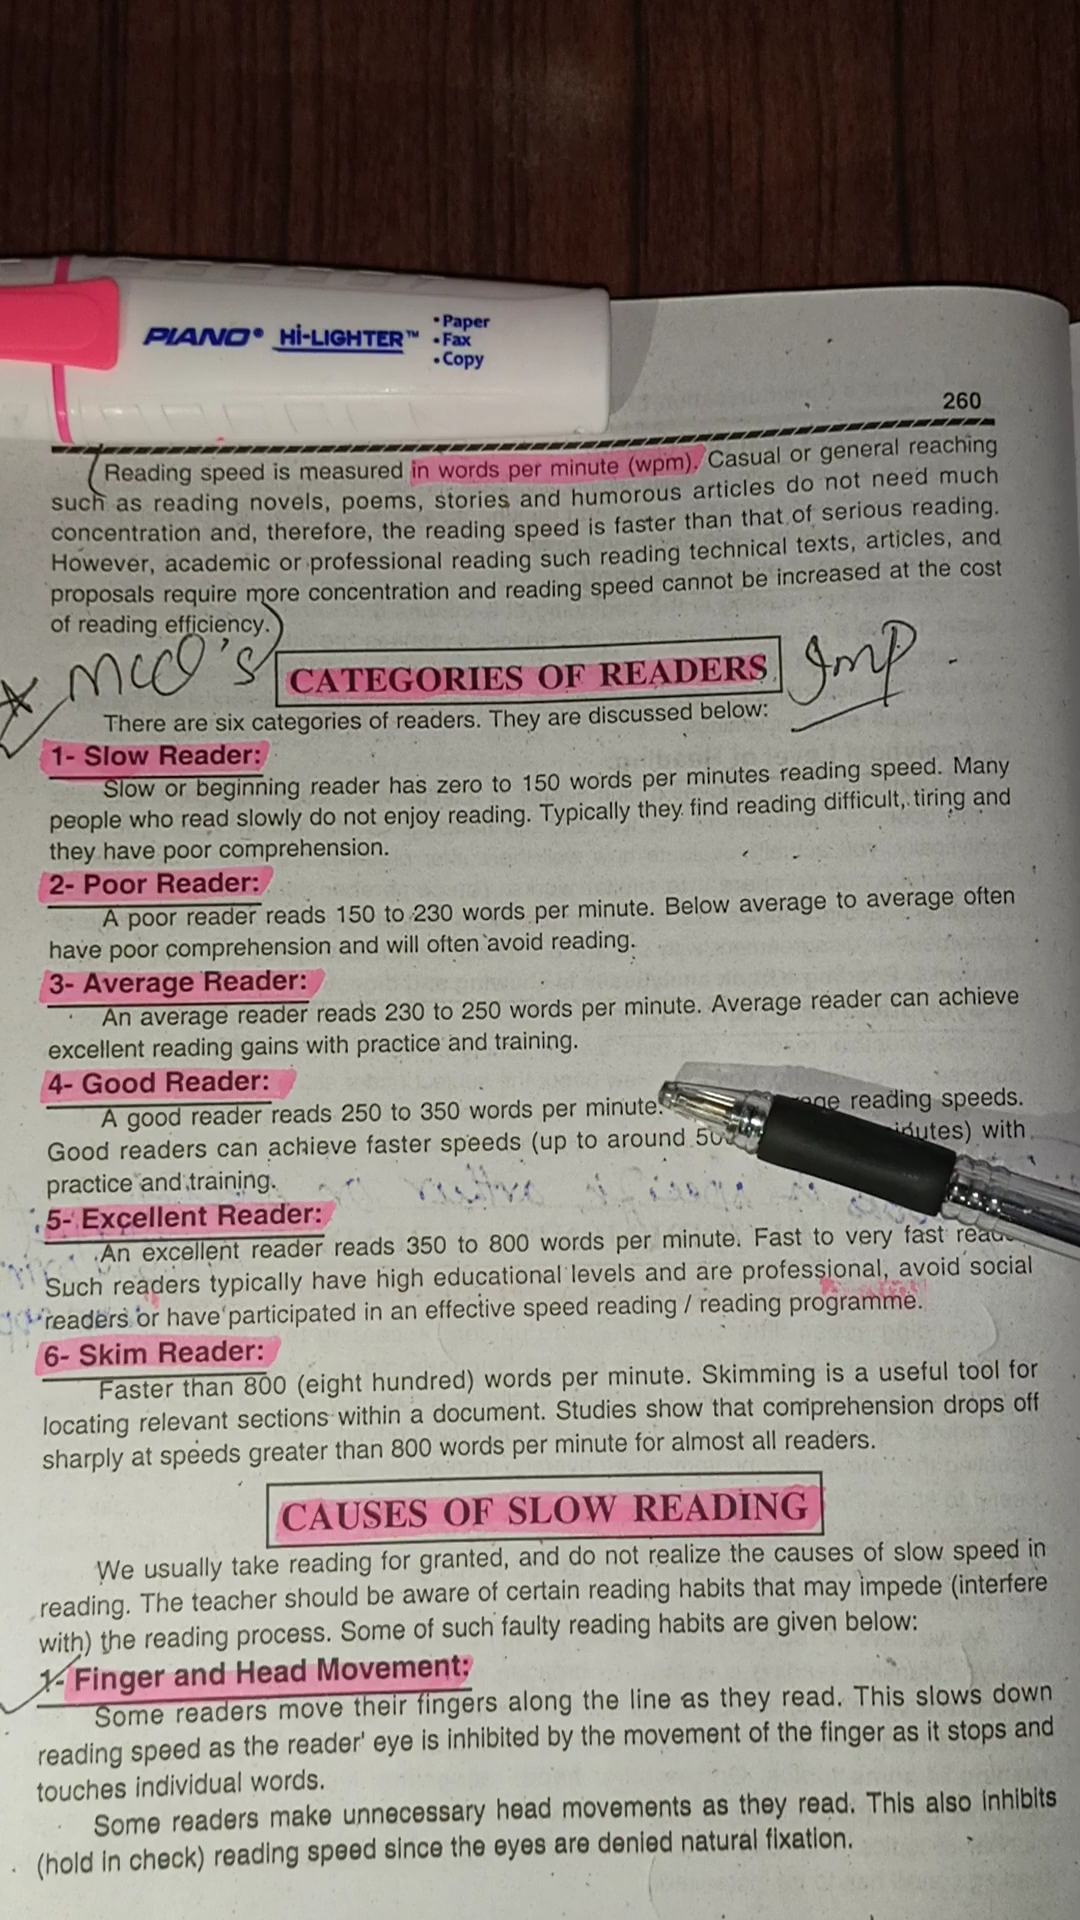 PIANO® Hi-LIGHTER™
• Paper
• Fax
• Copy
260
Reading speed is measured in words per minute (wpm). Casual or general reaching
such as reading novels, poems, stories and humorous articles do not need much
concentration and, therefore, the reading speed is faster than that of serious reading.
However, academic or professional reading such reading technical texts, articles, and
proposals require more concentration and reading speed cannot be increased at the cost
of reading efficiency.
MCQ's
CATEGORIES OF READERS
Imp
There are six categories of readers. They are discussed below:
1- Slow Reader:
Slow or beginning reader has zero to 150 words per minutes reading speed. Many
people who read slowly do not enjoy reading. Typically they find reading difficult, tiring and
they have poor comprehension.
2- Poor Reader:
A poor reader reads 150 to 230 words per minute. Below average to average often
have poor comprehension and will often avoid reading.
3- Average Reader:
An average reader reads 230 to 250 words per minute. Average reader can achieve
excellent reading gains with practice and training.
4- Good Reader:
A good reader reads 250 to 350 words per minute. reading speeds.
Good readers can achieve faster speeds (up to around with
practice and training.
5- Excellent Reader:
An excellent reader reads 350 to 800 words per minute. Fast to very fast
Such readers typically have high educational levels and are professional, avoid social
readers or have participated in an effective speed reading / reading programme.
6- Skim Reader:
Faster than 800 (eight hundred) words per minute. Skimming is a useful tool for
locating relevant sections within a document. Studies show that comprehension drops off
sharply at speeds greater than 800 words per minute for almost all readers.
CAUSES OF SLOW READING
We usually take reading for granted, and do not realize the causes of slow speed in
reading. The teacher should be aware of certain reading habits that may impede (interfere
with) the reading process. Some of such faulty reading habits are given below:
1- Finger and Head Movement:
Some readers move their fingers along the line as they read. This slows down
reading speed as the reader' eye is inhibited by the movement of the finger as it stops and
touches individual words.
Some readers make unnecessary head movements as they read. This also inhibits
(hold in check) reading speed since the eyes are denied natural fixation.